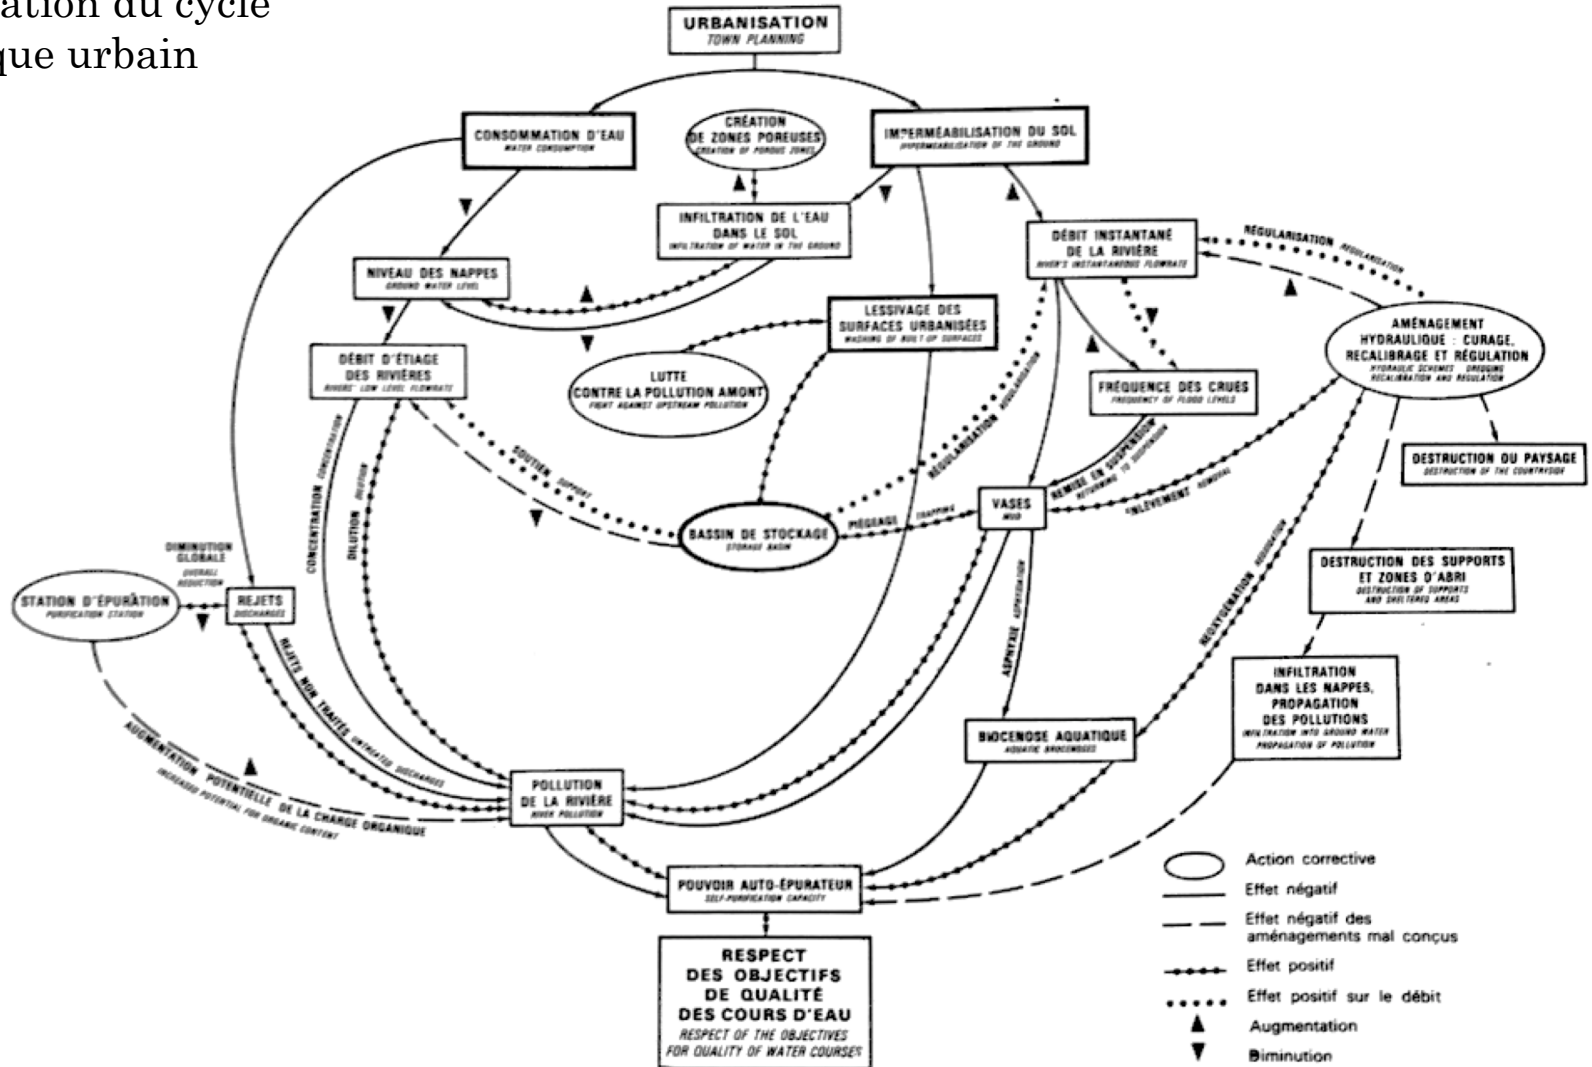 ation du cycle
que urbain
URBANISATION
TOWN PLANNING
CONSOMMATION D'EAU
WATER CONSUMPTION
CRÉATION
DE ZONES POREUSES
CREATION OF POROUS ZONES
IMPERMÉABILISATION DU SOL
IMPERMEABILISATION OF THE GROUND
INFILTRATION DE L'EAU
DANS LE SOL
INFILTRATION OF WATER IN THE GROUND
DÉBIT INSTANTANÉ
DE LA RIVIÈRE
RIVER'S INSTANTANEOUS FLOWRATE
RÉGULARISATION REGULARISATION
NIVEAU DES NAPPES
GROUND WATER LEVEL
LESSIVAGE DES
SURFACES URBANISÉES
WASHING OF BUILT-UP SURFACES
AMÉNAGEMENT
HYDRAULIQUE : CURAGE,
RECALIBRAGE ET RÉGULATION
HYDRAULIC SCHEMES DREDGING
RECALIBRATION AND REGULATION
DÉBIT D'ÉTIAGE
DES RIVIÈRES
RIVERS' LOW LEVEL FLOWRATE
LUTTE
CONTRE LA POLLUTION AMONT
FIGHT AGAINST UPSTREAM POLLUTION
FRÉQUENCE DES CRUES
FREQUENCY OF FLOOD LEVELS
RÉGULARISATION REGULARISATION
DESTRUCTION DU PAYSAGE
DESTRUCTION OF THE COUNTRYSIDE
CONCENTRATION CONCENTRATION
DILUTION DILUTION
SOUTIEN SUPPORT
REMISE EN SUSPENSION
RETURNING TO SUSPENSION
ENLÈVEMENT REMOVAL
BASSIN DE STOCKAGE
STORAGE BASIN
PIÉGEAGE TRAPPING
VASES
MUD
DIMINUTION
GLOBALE
OVERALL
REDUCTION
STATION D'ÉPURATION
PURIFICATION STATION
REJETS
DISCHARGES
ASPHYXIE ASPHYXIATION
RÉOXYGÉNATION
DESTRUCTION DES SUPPORTS
ET ZONES D'ABRI
DESTRUCTION OF SUPPORTS
AND SHELTERED AREAS
REJETS NON TRAITÉS UNTREATED DISCHARGES
INFILTRATION
DANS LES NAPPES,
PROPAGATION
DES POLLUTIONS
INFILTRATION INTO GROUND WATER
PROPAGATION OF POLLUTION
BIOCENOSE AQUATIQUE
AQUATIC BIOCENOSES
AUGMENTATION POTENTIELLE DE LA CHARGE ORGANIQUE
INCREASED POTENTIAL FOR ORGANIC CONTENT
POLLUTION
DE LA RIVIÈRE
RIVER POLLUTION
POUVOIR AUTO-ÉPURATEUR
SELF-PURIFICATION CAPACITY
RESPECT
DES OBJECTIFS
DE QUALITÉ
DES COURS D'EAU
RESPECT OF THE OBJECTIVES
FOR QUALITY OF WATER COURSES
Action corrective
Effet négatif
Effet négatif des
aménagements mal conçus
Effet positif
Effet positif sur le débit
Augmentation
Diminution